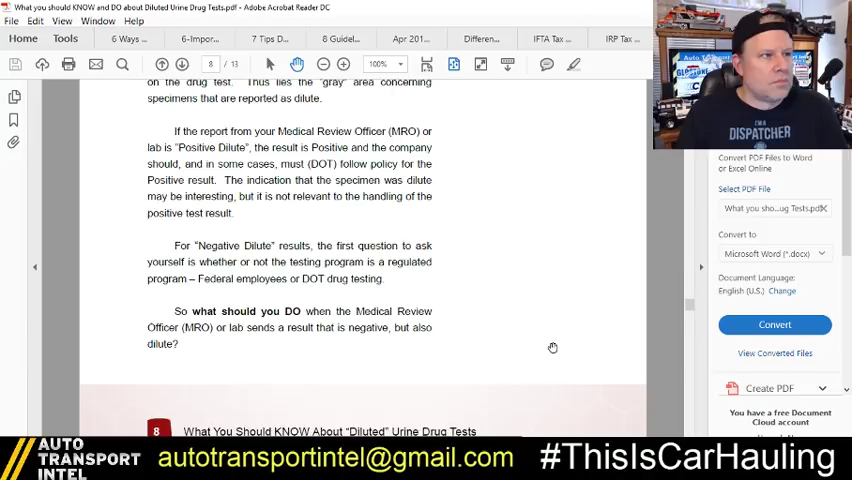 What you should KNOW and DO about Diluted Urine Drug Tests.pdf - Adobe Acrobat Reader DC
File Edit View Window Help
Home Tools 6 Ways .. 6-Impor... 7 Tips D... 8 Guidel... Apr 201... Differen... IFTA Tax ... IRP Tax ...
8 / 13 100%
on the drug test. Thus lies the "gray" area concerning
specimens that are reported as dilute.
If the report from your Medical Review Officer (MRO) or
lab is "Positive Dilute", the result is Positive and the company
should, and in some cases, must (DOT) follow policy for the
Positive result. The indication that the specimen was dilute
may be interesting, but it is not relevant to the handling of the
positive test result.
For "Negative Dilute" results, the first question to ask
yourself is whether or not the testing program is a regulated
program – Federal employees or DOT drug testing.
So what should you DO when the Medical Review
Officer (MRO) or lab sends a result that is negative, but also
dilute?
8 What You Should KNOW About "Diluted" Urine Drug Tests
I'M A
DISPATCHER
Convert PDF Files to Word
or Excel Online
Select PDF File
What you sho...ug Tests.pdf
Convert to
Microsoft Word (*.docx)
Document Language:
English (U.S.) Change
Convert
View Converted Files
Create PDF
You have a free Document
Cloud account
AUTO
TRANSPORT
INTEL
autotransportintel@gmail.com
#ThisIsCarHauling